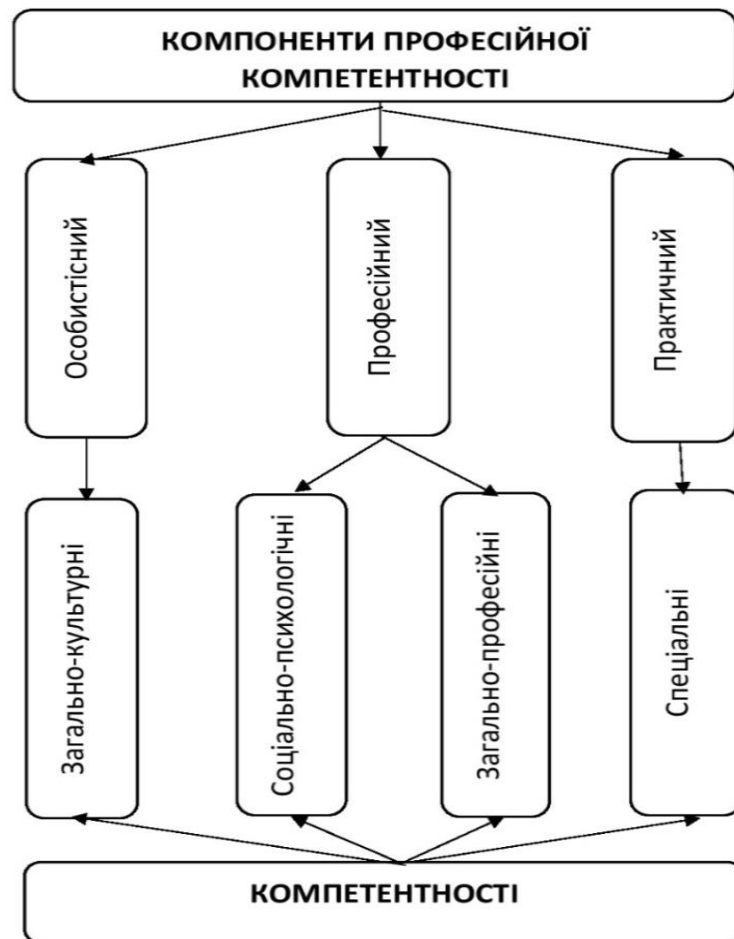 КОМПОНЕНТИ ПРОФЕСІЙНОЇ
КОМПЕТЕНТНОСТІ
Особистісний
Професійний
Практичний
Загально-культурні
Соціально-психологічні
Загально-професійні
Спеціальні
КОМПЕТЕНТНОСТІ